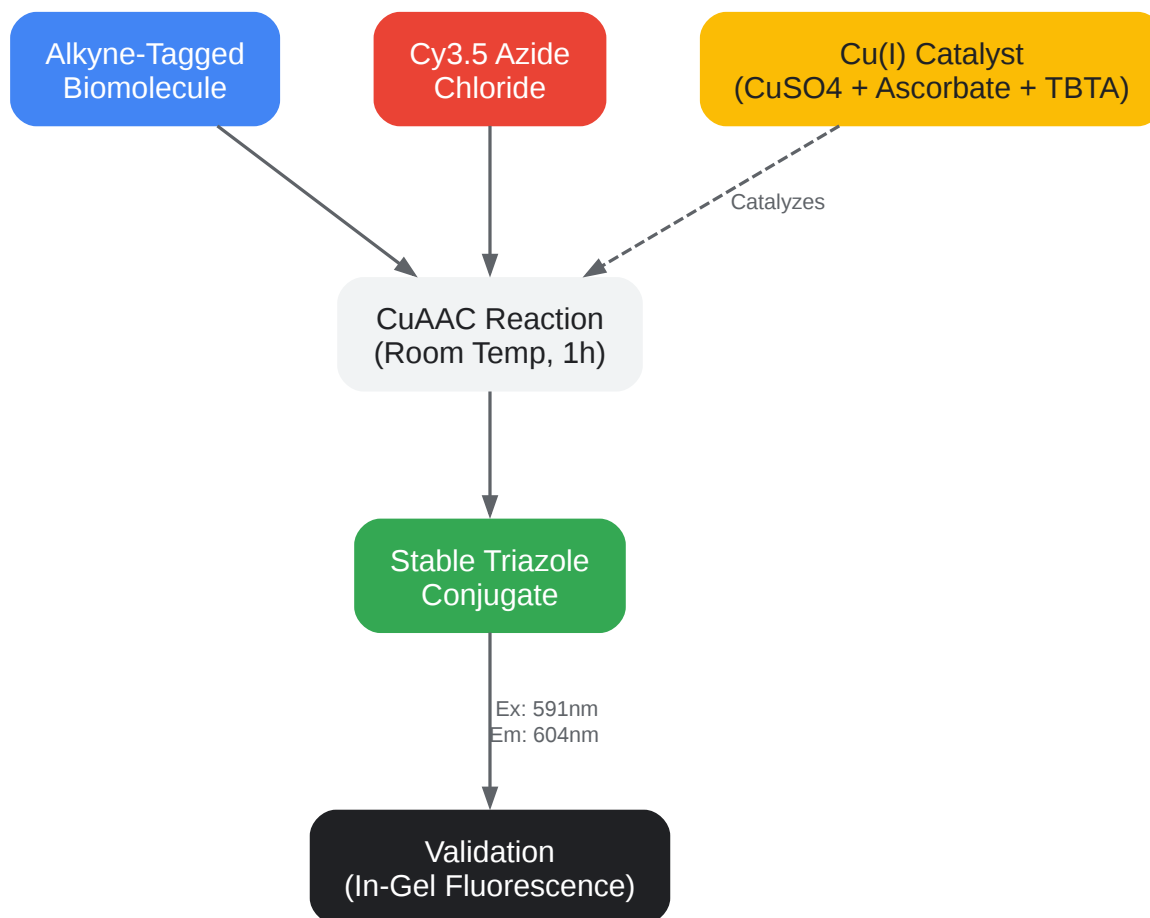 Alkyne-Tagged
Biomolecule
Cy3.5 Azide
Chloride
Cu(I) Catalyst
(CuSO4 + Ascorbate + TBTA)
Catalyzes
CuAAC Reaction
(Room Temp, 1h)
Stable Triazole
Conjugate
Ex: 591nm
Em: 604nm
Validation
(In-Gel Fluorescence)